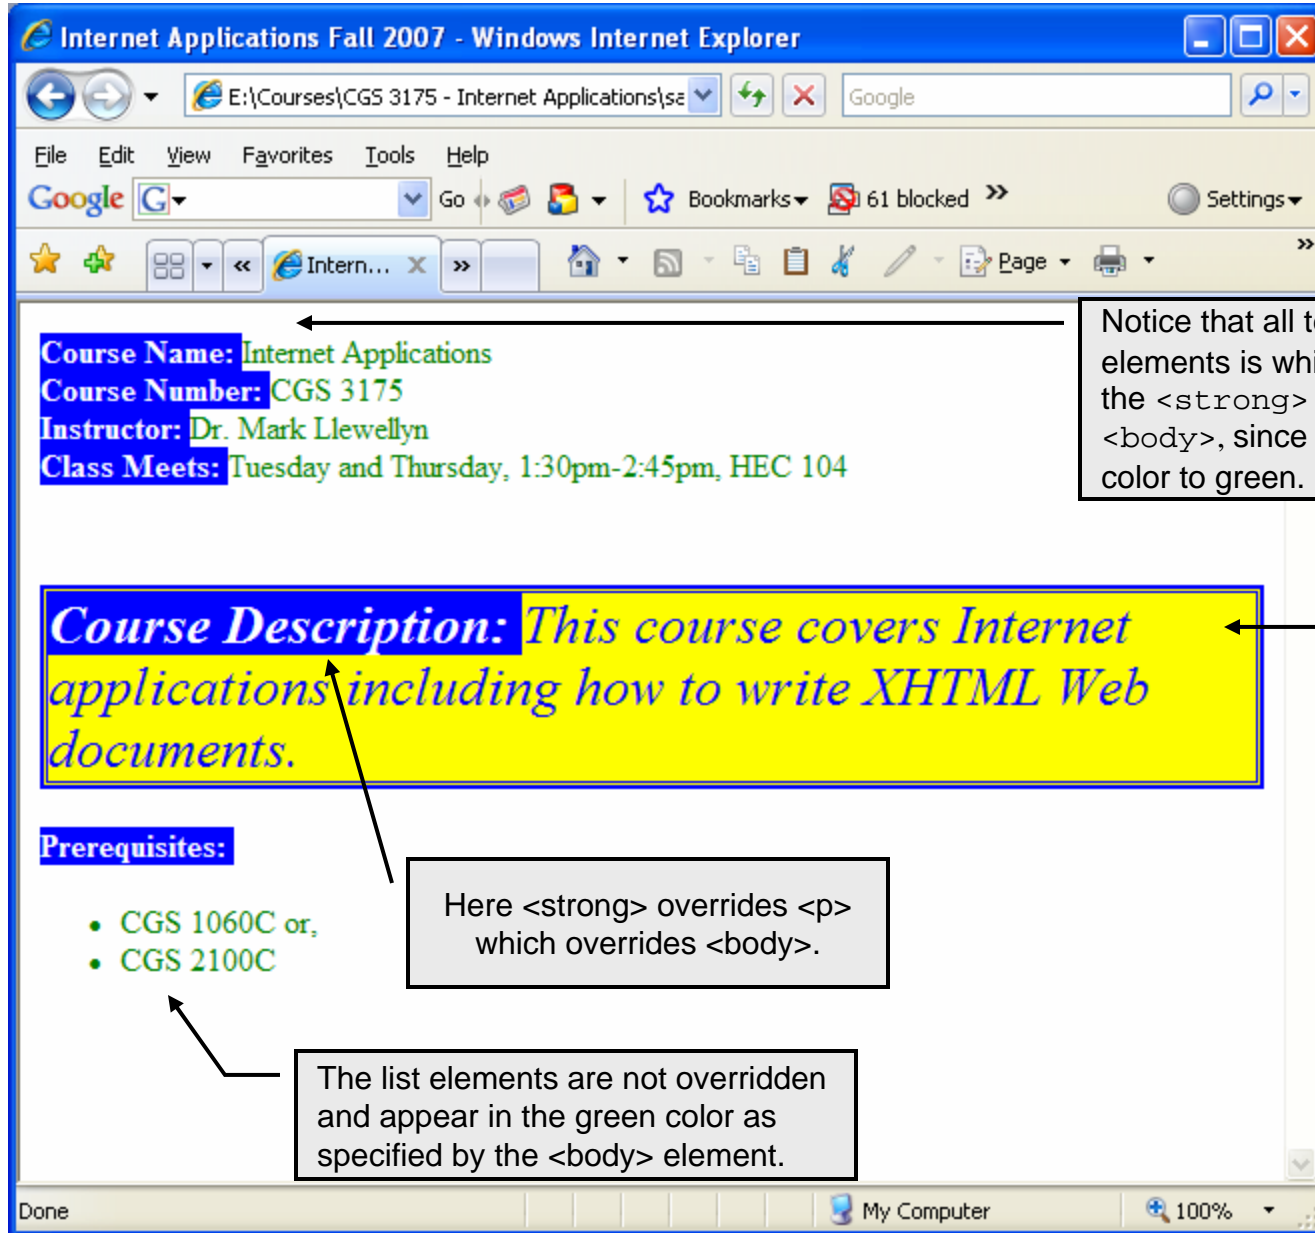 Internet Applications Fall 2007 - Windows Internet Explorer
E:\Courses\CGS 3175 - Internet Applications\sa
Google
File Edit View Favorites Tools Help
Google G Go Bookmarks 61 blocked » Settings
« Intern... X » Page »
Notice that all
elements is
the <strong>
<body>, since
color to green.
Course Name: Internet Applications
Course Number: CGS 3175
Instructor: Dr. Mark Llewellyn
Class Meets: Tuesday and Thursday, 1:30pm-2:45pm, HEC 104
Course Description: This course covers Internet
applications including how to write XHTML Web
documents.
Prerequisites:
• CGS 1060C or,
• CGS 2100C
Here <strong> overrides <p>
which overrides <body>.
The list elements are not overridden
and appear in the green color as
specified by the <body> element.
Done My Computer 100%